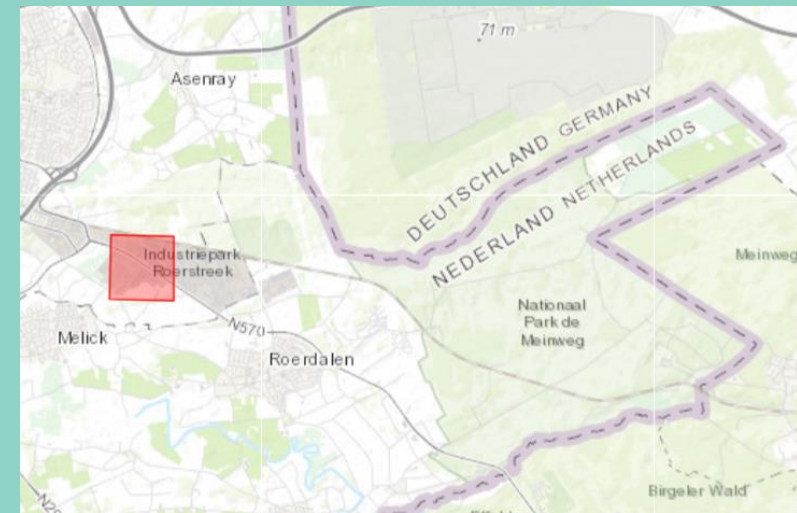 71 m
Asenray
DEUTSCHLAND GERMANY
NEDERLAND NETHERLANDS
Industriepark
Roerstreek
Meinweg
Nationaal
Park de
Meinweg
N570
Melick
Roerdalen
Birgeler Wald